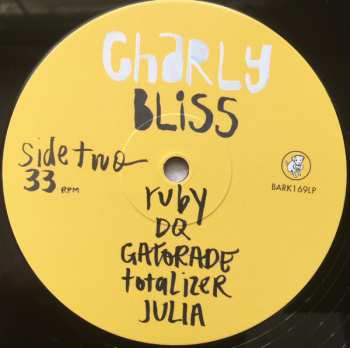 Charly
BLiss
Side two
33 RPM
BARK169LP
ruby
DQ
GATORADE
totalizer
JULIA